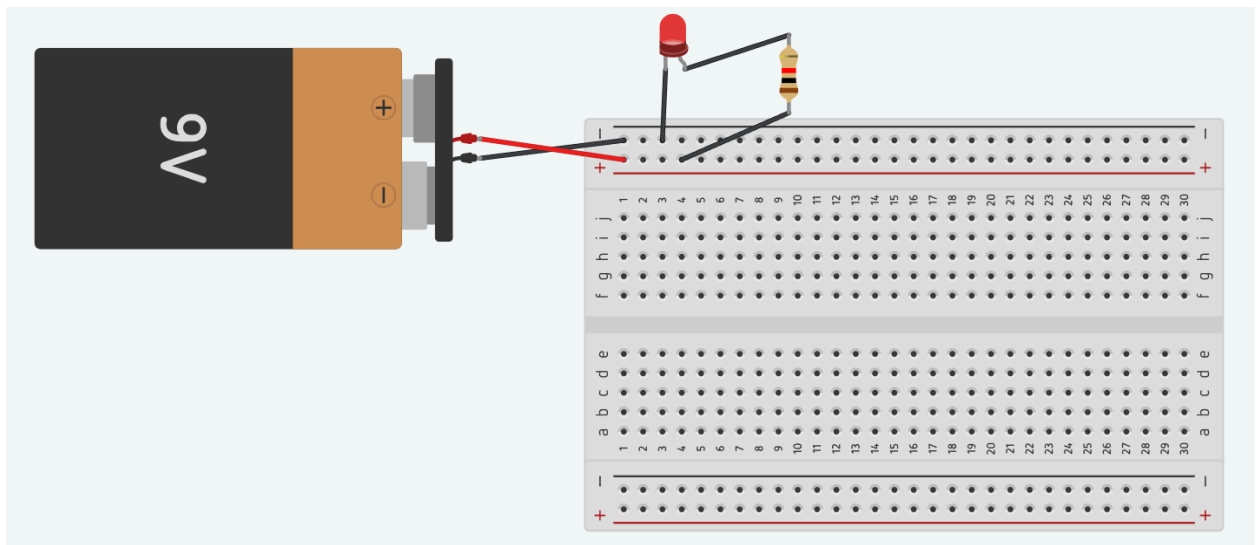 9V
+
−
− −
+ +
1 2 3 4 5 6 7 8 9 10 11 12 13 14 15 16 17 18 19 20 21 22 23 24 25 26 27 28 29 30
j j
i i
h h
g g
f f
e e
d d
c c
b b
a a
1 2 3 4 5 6 7 8 9 10 11 12 13 14 15 16 17 18 19 20 21 22 23 24 25 26 27 28 29 30
− −
+ +